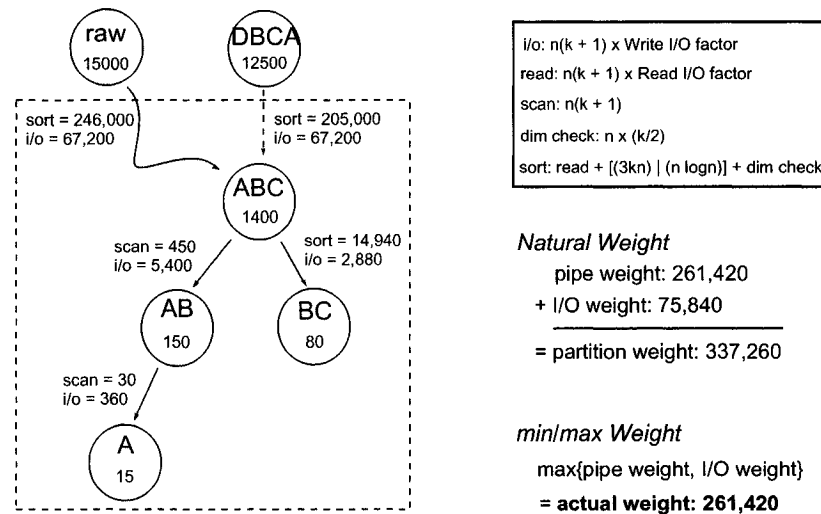 raw
15000
DBCA
12500
sort = 246,000
i/o = 67,200
sort = 205,000
i/o = 67,200
ABC
1400
scan = 450
i/o = 5,400
sort = 14,940
i/o = 2,880
AB
150
BC
80
scan = 30
i/o = 360
A
15
i/o: n(k + 1) x Write I/O factor
read: n(k + 1) x Read I/O factor
scan: n(k + 1)
dim check: n x (k/2)
sort: read + [(3kn) | (n logn)] + dim check
Natural Weight
pipe weight: 261,420
+ I/O weight: 75,840
= partition weight: 337,260
min/max Weight
max{pipe weight, I/O weight}
= actual weight: 261,420